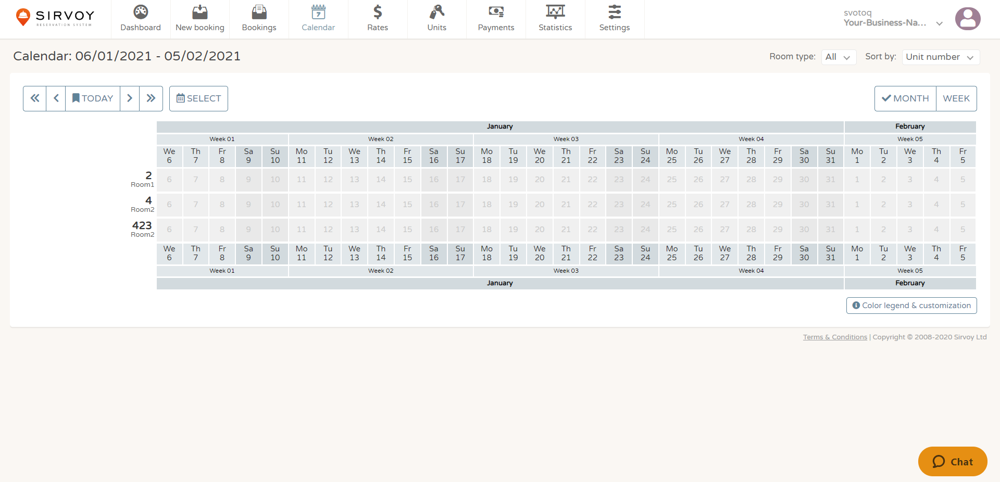 SIRVOY
RESERVATION SYSTEM
Dashboard
New booking
Bookings
7
Calendar
Rates
Units
Payments
Statistics
Settings
svotoq
Your-Business-Na...
Calendar: 06/01/2021 - 05/02/2021
Room type: All Sort by: Unit number
TODAY SELECT MONTH WEEK
January February
Week 01 Week 02 Week 03 Week 04 Week 05
We Th Fr Sa Su Mo Tu We Th Fr Sa Su Mo Tu We Th Fr Sa Su Mo Tu We Th Fr Sa Su Mo Tu We Th Fr
6 7 8 9 10 11 12 13 14 15 16 17 18 19 20 21 22 23 24 25 26 27 28 29 30 31 1 2 3 4 5
2
Room1
6 7 8 9 10 11 12 13 14 15 16 17 18 19 20 21 22 23 24 25 26 27 28 29 30 31 1 2 3 4 5
4
Room2
6 7 8 9 10 11 12 13 14 15 16 17 18 19 20 21 22 23 24 25 26 27 28 29 30 31 1 2 3 4 5
423
Room2
6 7 8 9 10 11 12 13 14 15 16 17 18 19 20 21 22 23 24 25 26 27 28 29 30 31 1 2 3 4 5
We Th Fr Sa Su Mo Tu We Th Fr Sa Su Mo Tu We Th Fr Sa Su Mo Tu We Th Fr Sa Su Mo Tu We Th Fr
6 7 8 9 10 11 12 13 14 15 16 17 18 19 20 21 22 23 24 25 26 27 28 29 30 31 1 2 3 4 5
Week 01 Week 02 Week 03 Week 04 Week 05
January February
Color legend & customization
Terms & Conditions | Copyright © 2008-2020 Sirvoy Ltd
Chat